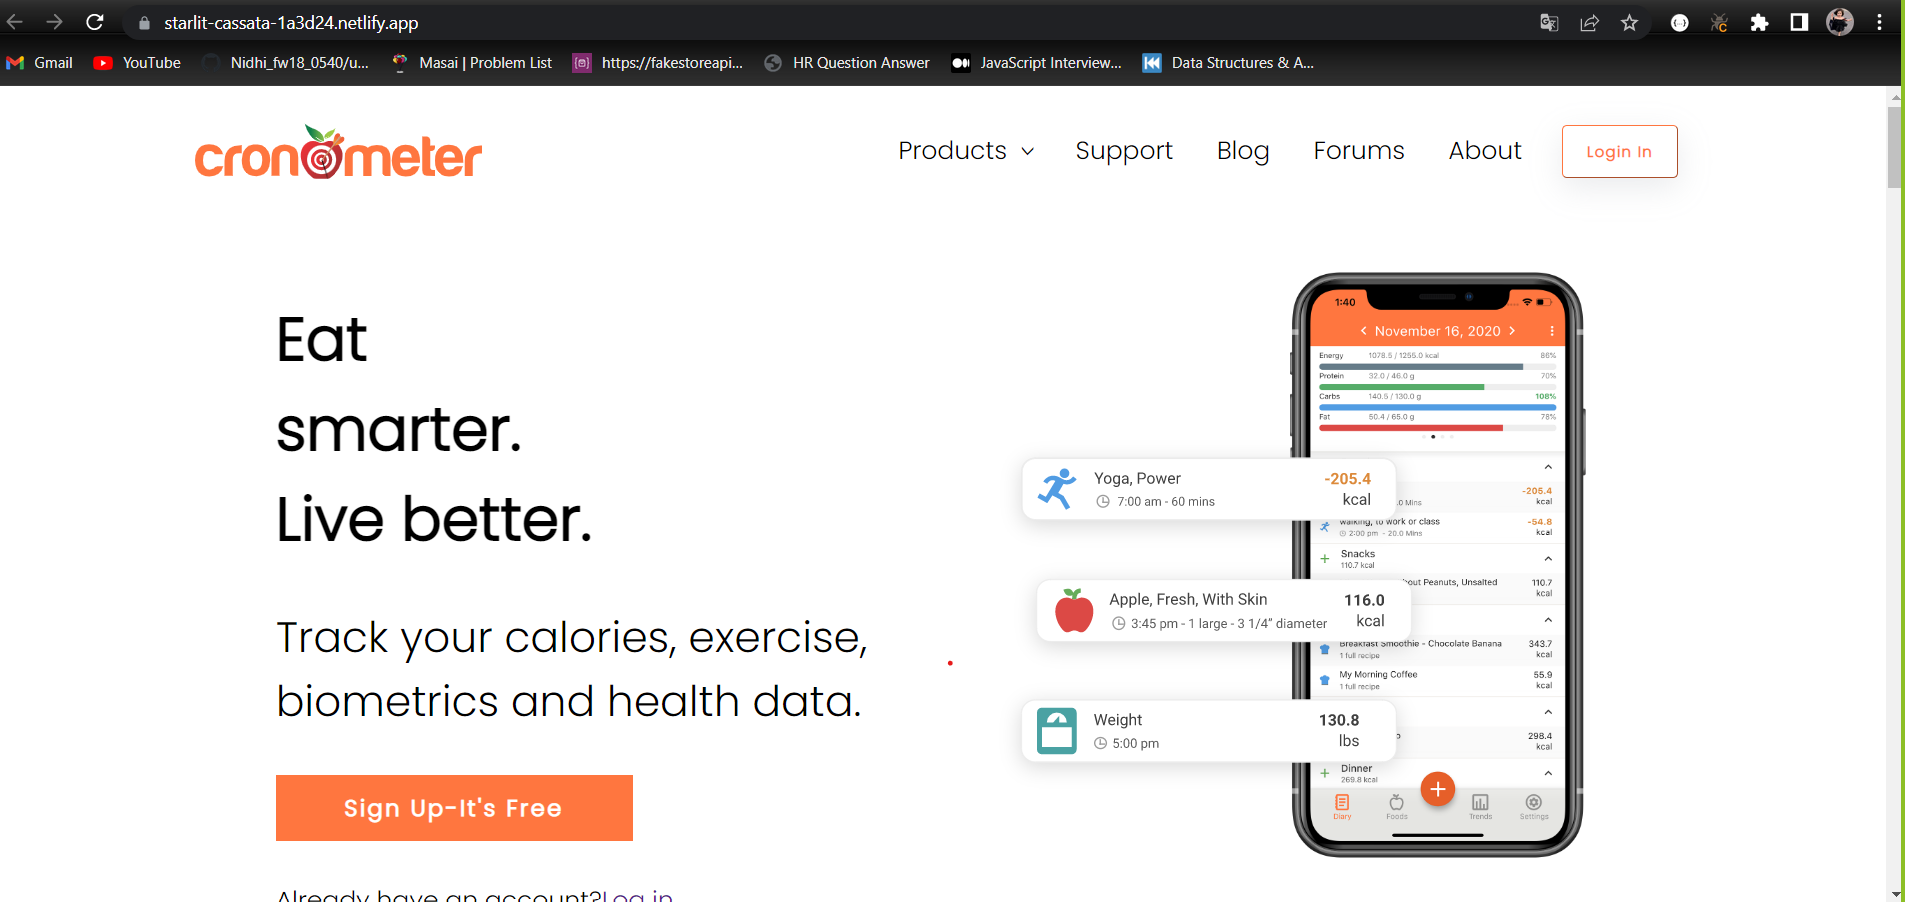 starlit-cassata-1a3d24.netlify.app
Gmail
YouTube
Nidhi_fw18_0540/u...
Masai | Problem List
https://fakestoreapi...
HR Question Answer
JavaScript Interview...
Data Structures & A...
cronometer
Products
Support
Blog
Forums
About
Login In
Eat
smarter.
Live better.
Track your calories, exercise,
biometrics and health data.
Sign Up-It's Free
Already have an account?Log in
1:40
November 16, 2020
Energy 1078.5 / 1255.0 kcal 86%
Protein 32.0 / 46.0 g 70%
Carbs 140.5 / 130.0 g 108%
Fat 50.4 / 65.0 g 78%
Yoga, Power -205.4
7:00 am - 60 mins kcal
-205.4
.0 Mins kcal
walking, to work or class -54.8
2:00 pm - 20.0 Mins kcal
Snacks
110.7 kcal
out Peanuts, Unsalted 110.7
kcal
Apple, Fresh, With Skin 116.0
3:45 pm - 1 large - 3 1/4” diameter kcal
Breakfast Smoothie - Chocolate Banana 343.7
1 full recipe kcal
My Morning Coffee 55.9
1 full recipe kcal
Weight 130.8
5:00 pm lbs
298.4
kcal
Dinner
269.8 kcal
Diary
Foods
Trends
Settings